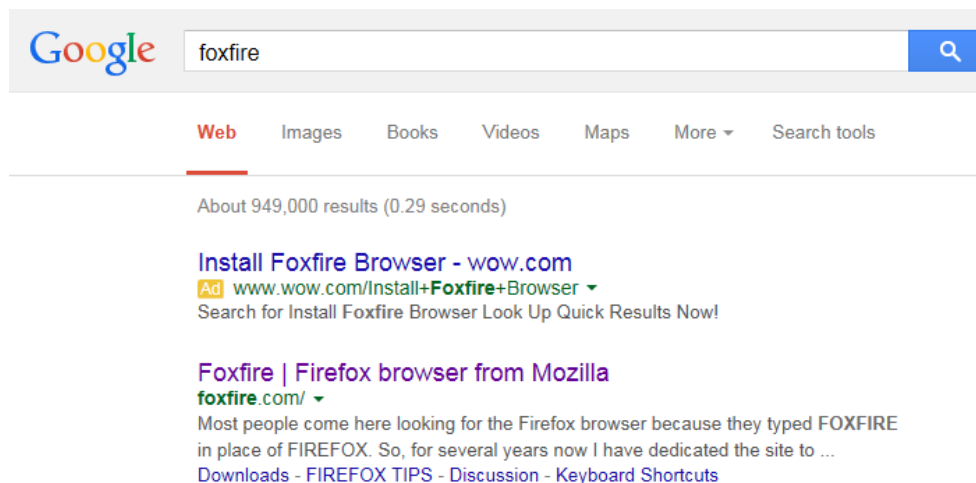 Google foxfire
Web Images Books Videos Maps More Search tools
About 949,000 results (0.29 seconds)
Install Foxfire Browser - wow.com
Ad www.wow.com/Install+Foxfire+Browser
Search for Install Foxfire Browser Look Up Quick Results Now!
Foxfire | Firefox browser from Mozilla
foxfire.com/
Most people come here looking for the Firefox browser because they typed FOXFIRE
in place of FIREFOX. So, for several years now I have dedicated the site to ...
Downloads - FIREFOX TIPS - Discussion - Keyboard Shortcuts